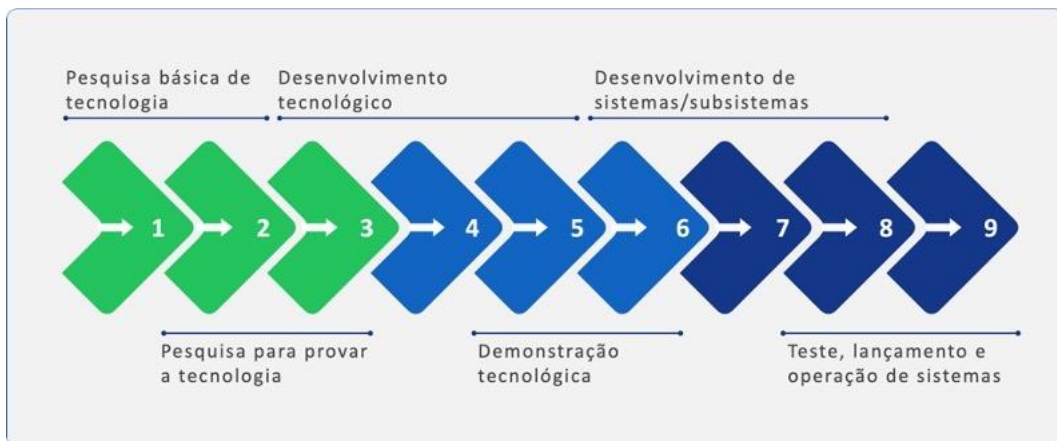 Pesquisa básica de
tecnologia
Desenvolvimento
tecnológico
Desenvolvimento de
sistemas/subsistemas
1 2 3 4 5 6 7 8 9
Pesquisa para provar
a tecnologia
Demonstração
tecnológica
Teste, lançamento e
operação de sistemas